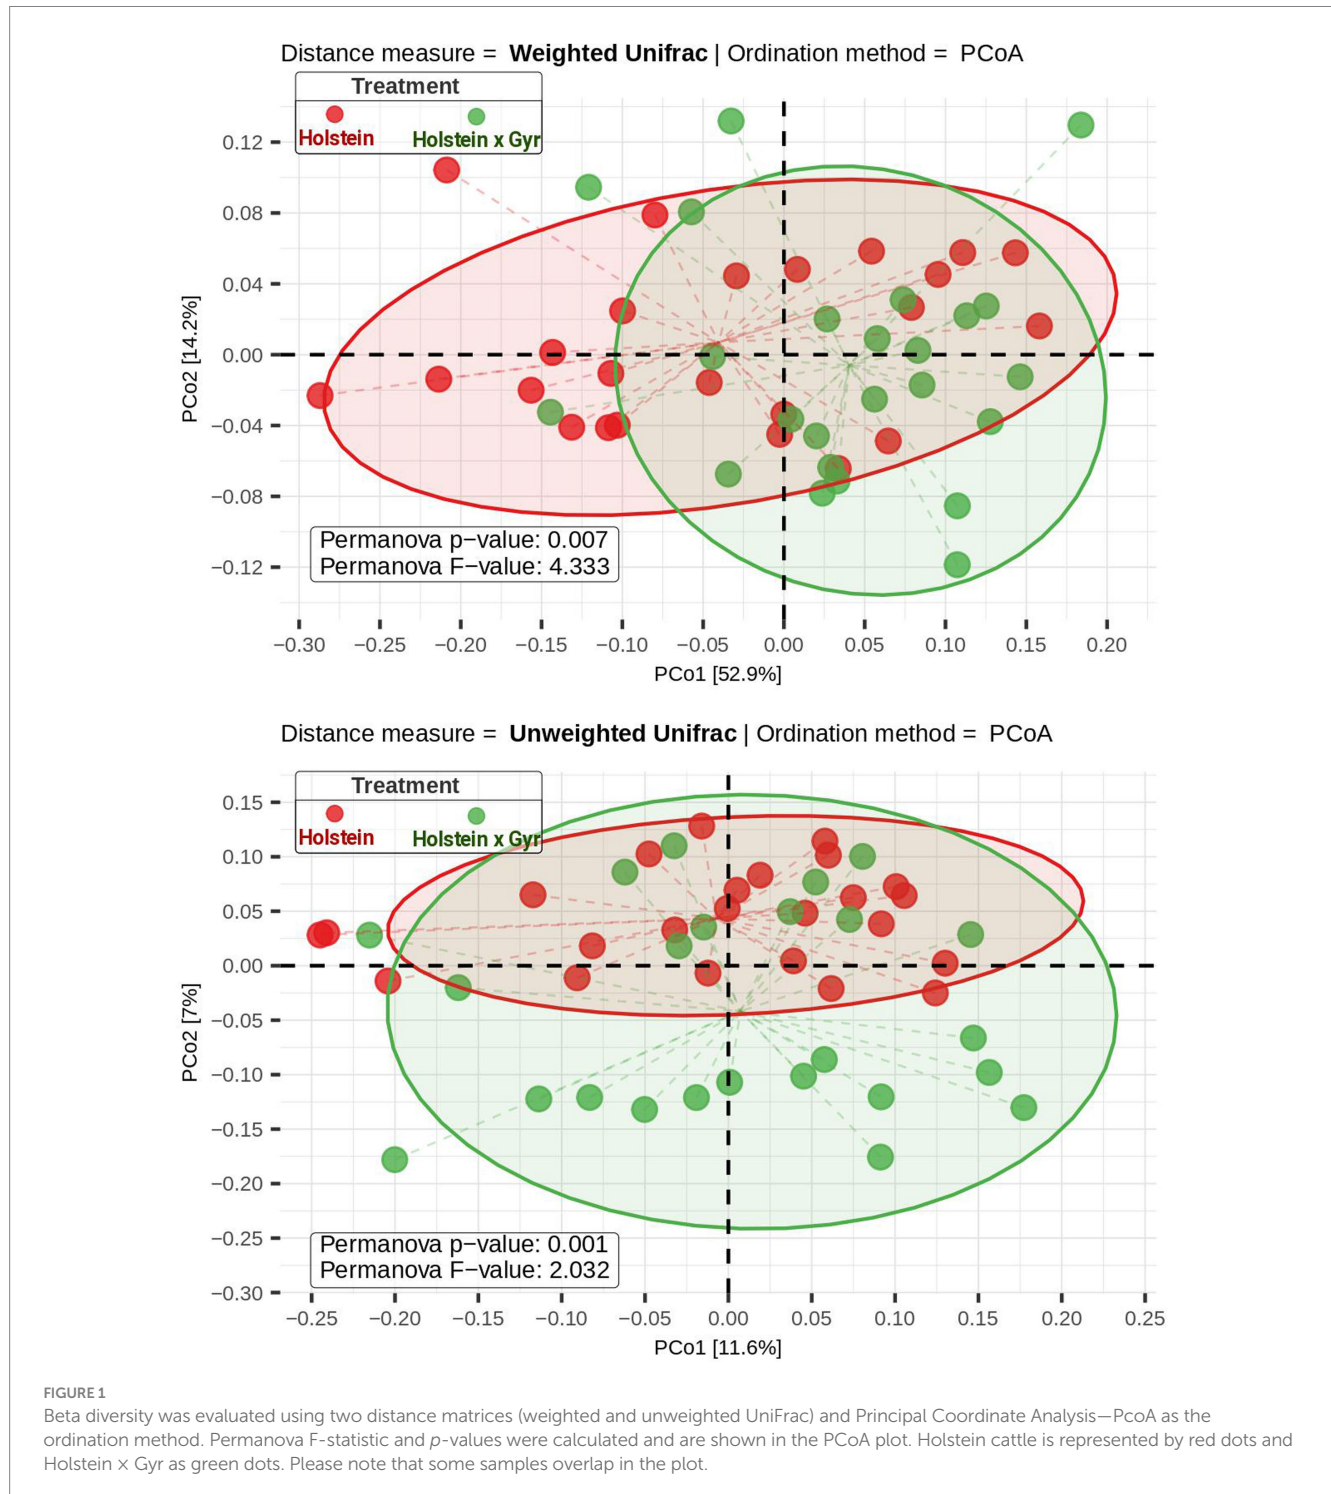 Distance measure = Weighted Unifrac | Ordination method = PCoA
Treatment
Holstein
Holstein x Gyr
PCo2 [14.2%]
0.12
0.08
0.04
0.00
−0.04
−0.08
−0.12
Permanova p−value: 0.007
Permanova F−value: 4.333
−0.30 −0.25 −0.20 −0.15 −0.10 −0.05 0.00 0.05 0.10 0.15 0.20
PCo1 [52.9%]
Distance measure = Unweighted Unifrac | Ordination method = PCoA
Treatment
Holstein
Holstein x Gyr
PCo2 [7%]
0.15
0.10
0.05
0.00
−0.05
−0.10
−0.15
−0.20
−0.25
−0.30
Permanova p−value: 0.001
Permanova F−value: 2.032
−0.25 −0.20 −0.15 −0.10 −0.05 0.00 0.05 0.10 0.15 0.20 0.25
PCo1 [11.6%]
FIGURE 1
Beta diversity was evaluated using two distance matrices (weighted and unweighted UniFrac) and Principal Coordinate Analysis—PcoA as the
ordination method. Permanova F-statistic and p-values were calculated and are shown in the PCoA plot. Holstein cattle is represented by red dots and
Holstein × Gyr as green dots. Please note that some samples overlap in the plot.